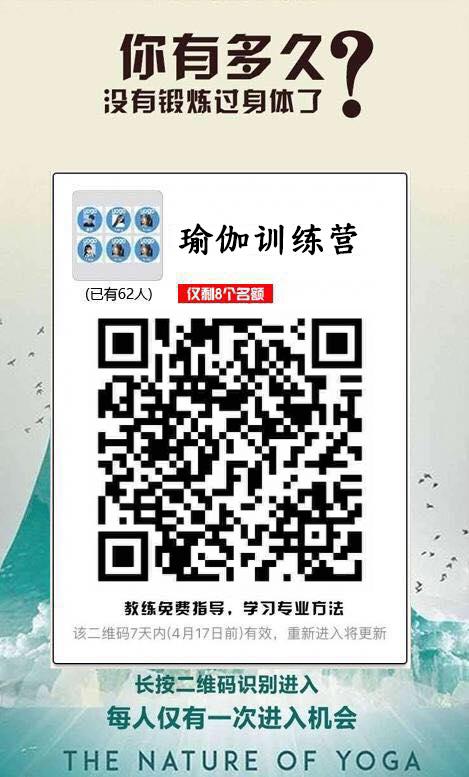 你有多久?
没有锻炼过身体了
瑜伽训练营
(已有62人)
仅剩8个名额
教练免费指导，学习专业方法
该二维码7天内(4月17日前)有效，重新进入将更新
长按二维码识别进入
每人仅有一次进入机会
THE NATURE OF YOGA